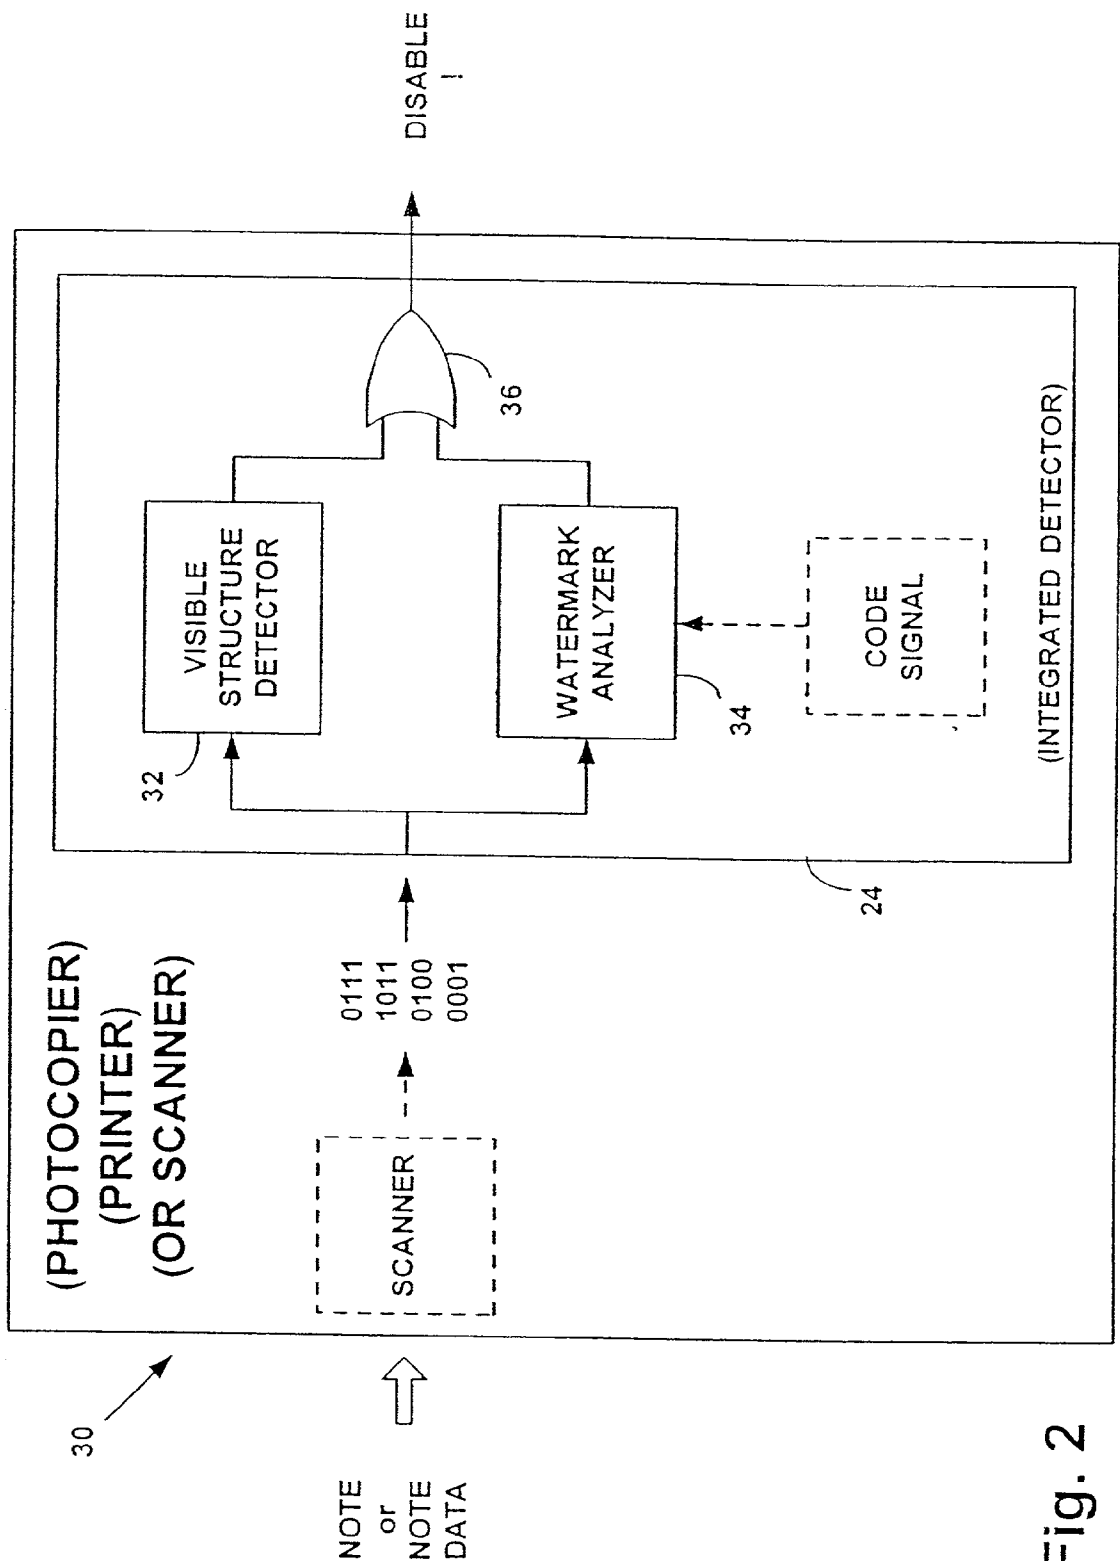 (PHOTOCOPIER)
(PRINTER)
(OR SCANNER)
30
NOTE
or
NOTE
DATA
SCANNER
0111
1011
0100
0001
24
32
VISIBLE
STRUCTURE
DETECTOR
WATERMARK
ANALYZER
34
CODE
SIGNAL
36
(INTEGRATED DETECTOR)
DISABLE
!
Fig. 2